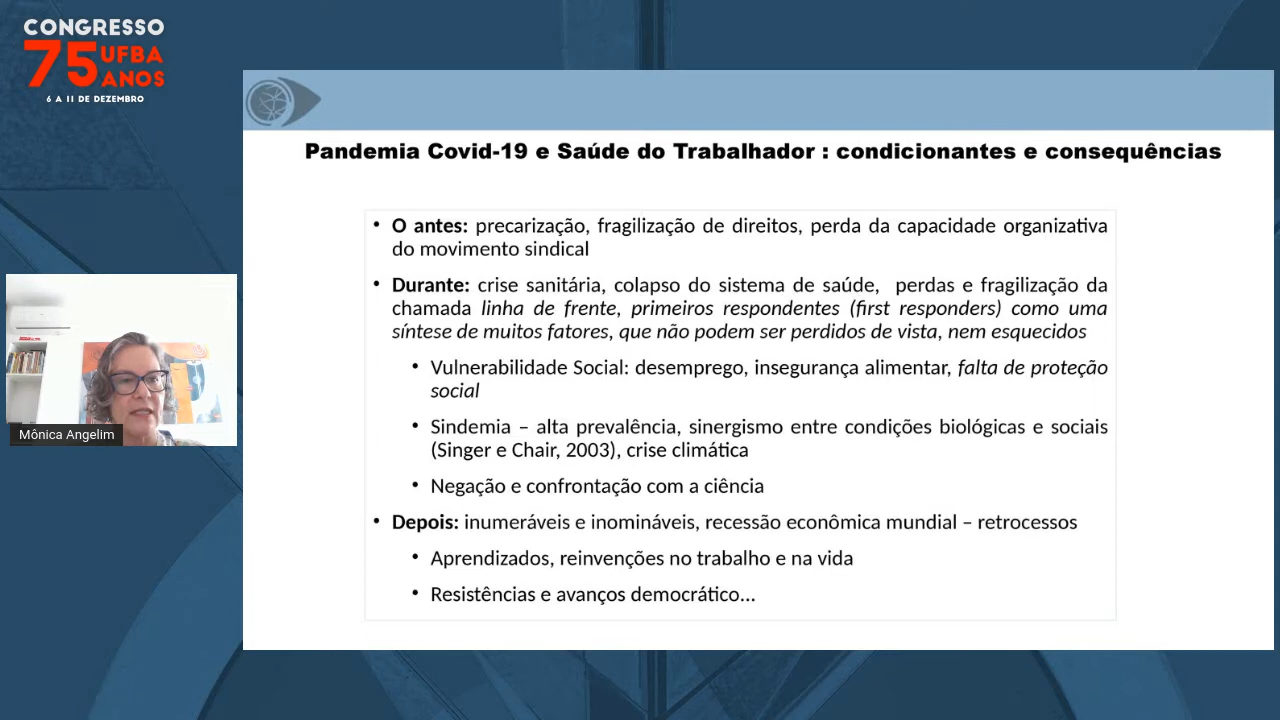 CONGRESSO
75 UFBA
ANOS
6 A 11 DE DEZEMBRO
Pandemia Covid-19 e Saúde do Trabalhador : condicionantes e consequências
• O antes: precarização, fragilização de direitos, perda da capacidade organizativa
do movimento sindical
• Durante: crise sanitária, colapso do sistema de saúde, perdas e fragilização da
chamada linha de frente, primeiros respondentes (first responders) como uma
síntese de muitos fatores, que não podem ser perdidos de vista, nem esquecidos
• Vulnerabilidade Social: desemprego, insegurança alimentar, falta de proteção
social
• Sindemia – alta prevalência, sinergismo entre condições biológicas e sociais
(Singer e Chair, 2003), crise climática
• Negação e confrontação com a ciência
• Depois: inumeráveis e inomináveis, recessão econômica mundial – retrocessos
• Aprendizados, reinvenções no trabalho e na vida
• Resistências e avanços democrático...
Mônica Angelim